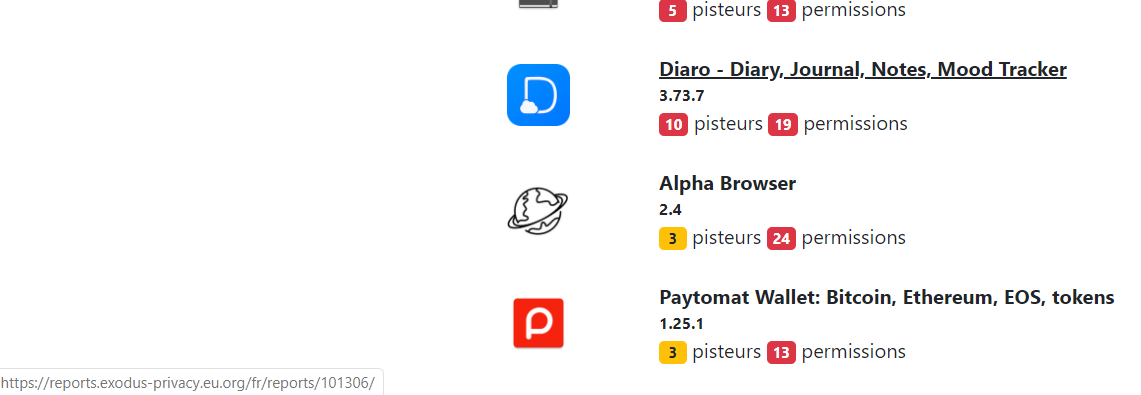 5 pisteurs 13 permissions
Diaro - Diary, Journal, Notes, Mood Tracker
3.73.7
10 pisteurs 19 permissions
Alpha Browser
2.4
3 pisteurs 24 permissions
Paytomat Wallet: Bitcoin, Ethereum, EOS, tokens
1.25.1
3 pisteurs 13 permissions
https://reports.exodus-privacy.eu.org/fr/reports/101306/